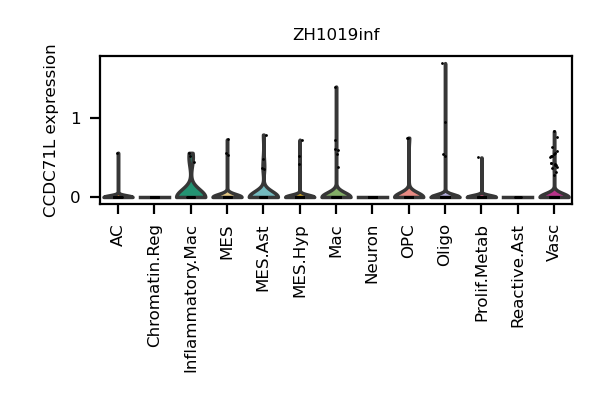 ZH1019inf
CCDC71L expression
1
0
AC
Chromatin.Reg
Inflammatory.Mac
MES
MES.Ast
MES.Hyp
Mac
Neuron
OPC
Oligo
Prolif.Metab
Reactive.Ast
Vasc